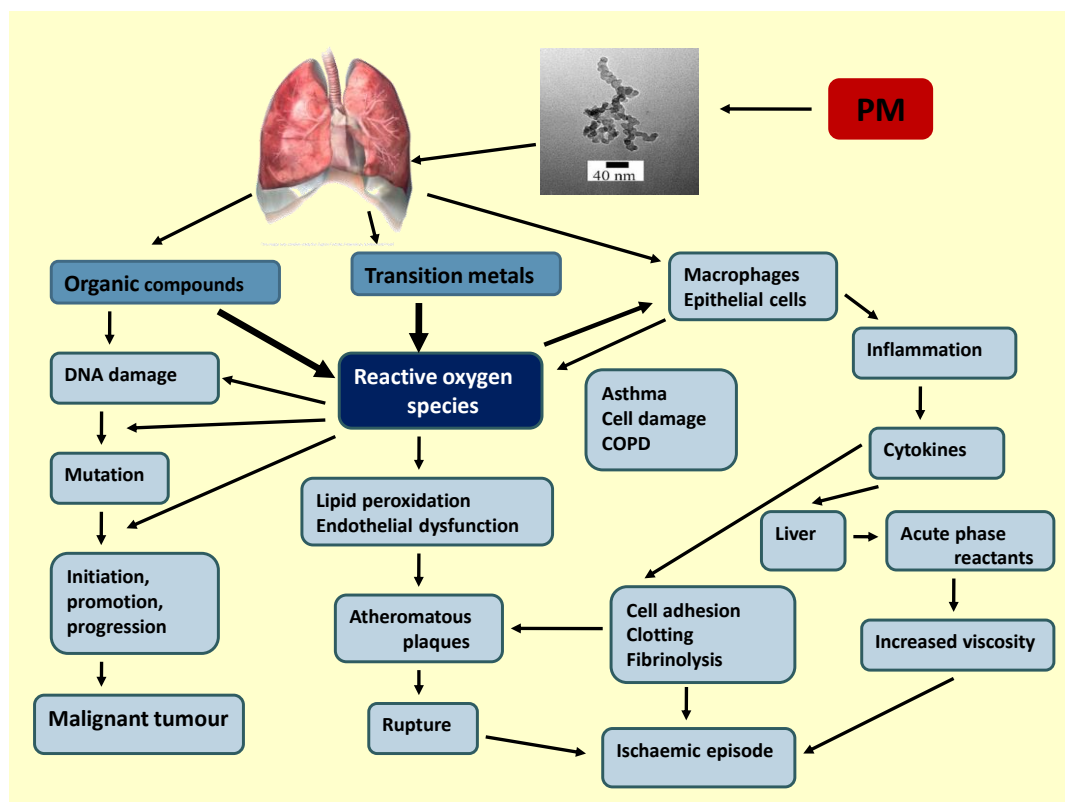 PM
40 nm
Organic compounds
Transition metals
Macrophages
Epithelial cells
Inflammation
DNA damage
Reactive oxygen
species
Asthma
Cell damage
COPD
Cytokines
Mutation
Lipid peroxidation
Endothelial dysfunction
Liver
Acute phase
reactants
Initiation,
promotion,
progression
Atheromatous
plaques
Cell adhesion
Clotting
Fibrinolysis
Increased viscosity
Malignant tumour
Rupture
Ischaemic episode